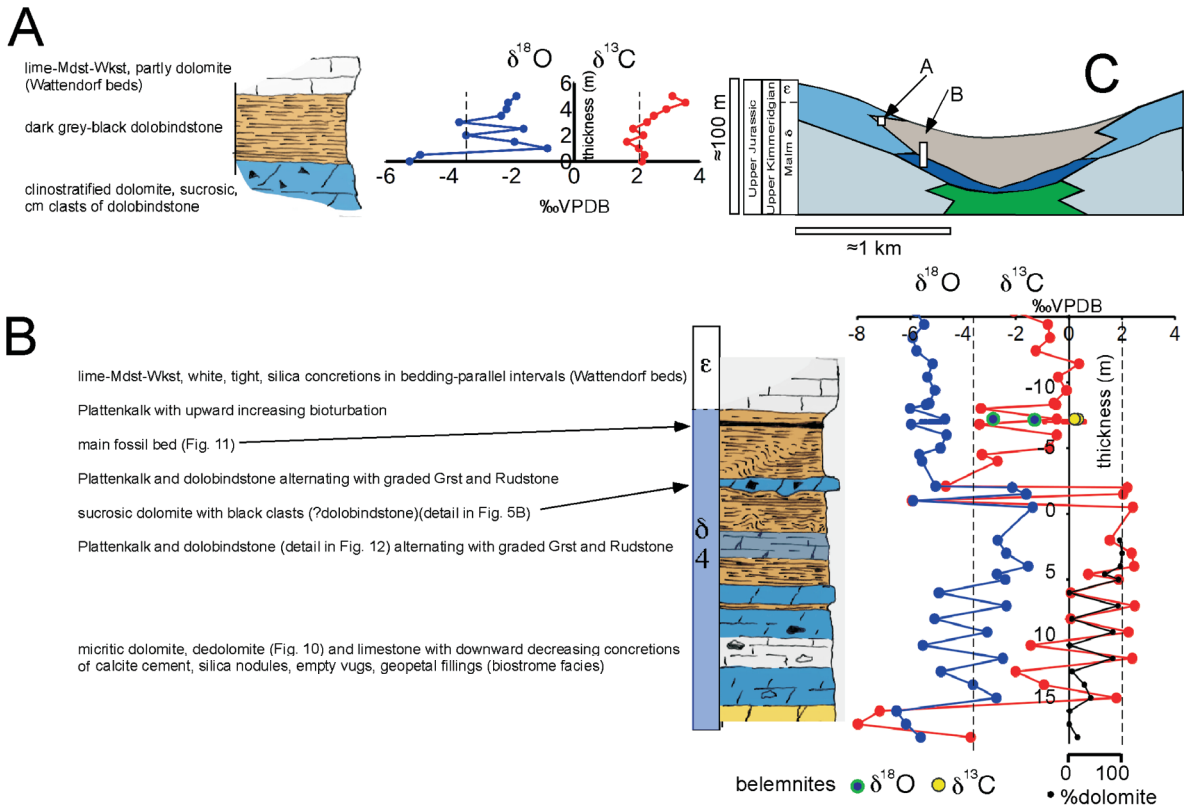 A
δ18O δ13C
lime-Mdst-Wkst, partly dolomite
(Wattendorf beds)
dark grey-black dolobindstone
clinostratified dolomite, sucrosic,
cm clasts of dolobindstone
6
4
2
0
thickness (m)
-6 -4 -2 0 2 4
‰VPDB
C
A
B
≈100 m
Upper Jurassic
Upper Kimmeridgian
Malm δ
ε
≈1 km
B
δ18O δ13C
‰VPDB
-8 -6 -4 -2 0 2 4
-10
-5
0
5
10
15
thickness (m)
ε
δ
4
lime-Mdst-Wkst, white, tight, silica concretions in bedding-parallel intervals (Wattendorf beds)
Plattenkalk with upward increasing bioturbation
main fossil bed (Fig. 11)
Plattenkalk and dolobindstone alternating with graded Grst and Rudstone
sucrosic dolomite with black clasts (?dolobindstone)(detail in Fig. 5B)
Plattenkalk and dolobindstone (detail in Fig. 12) alternating with graded Grst and Rudstone
micritic dolomite, dedolomite (Fig. 10) and limestone with downward decreasing concretions
of calcite cement, silica nodules, empty vugs, geopetal fillings (biostrome facies)
belemnites δ18O δ13C
0 100
%dolomite